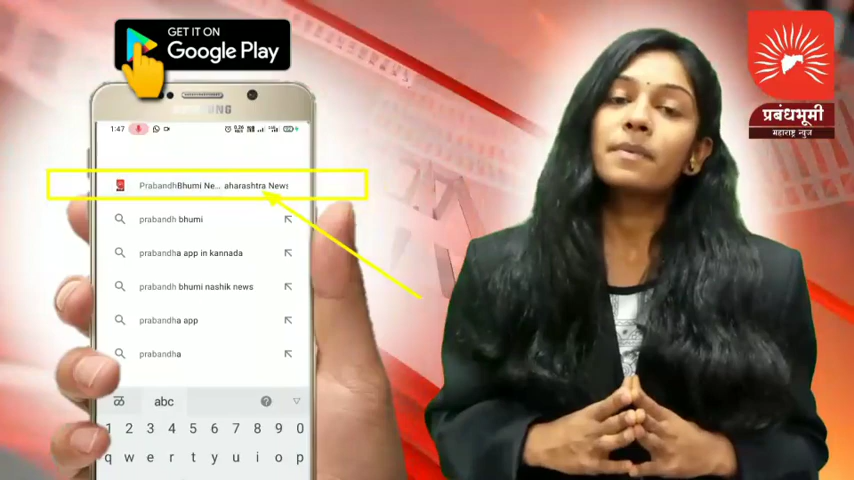 GET IT ON
Google Play
SAMSUNG
1:47
PrabandhBhumi Ne... aharashtra News
prabandh bhumi
prabandha app in kannada
prabandh bhumi nashik news
prabandha app
prabandha
abc
1 2 3 4 5 6 7 8 9 0
q w e r t y u i o p
प्रबंधभूमी
महाराष्ट्र न्युज